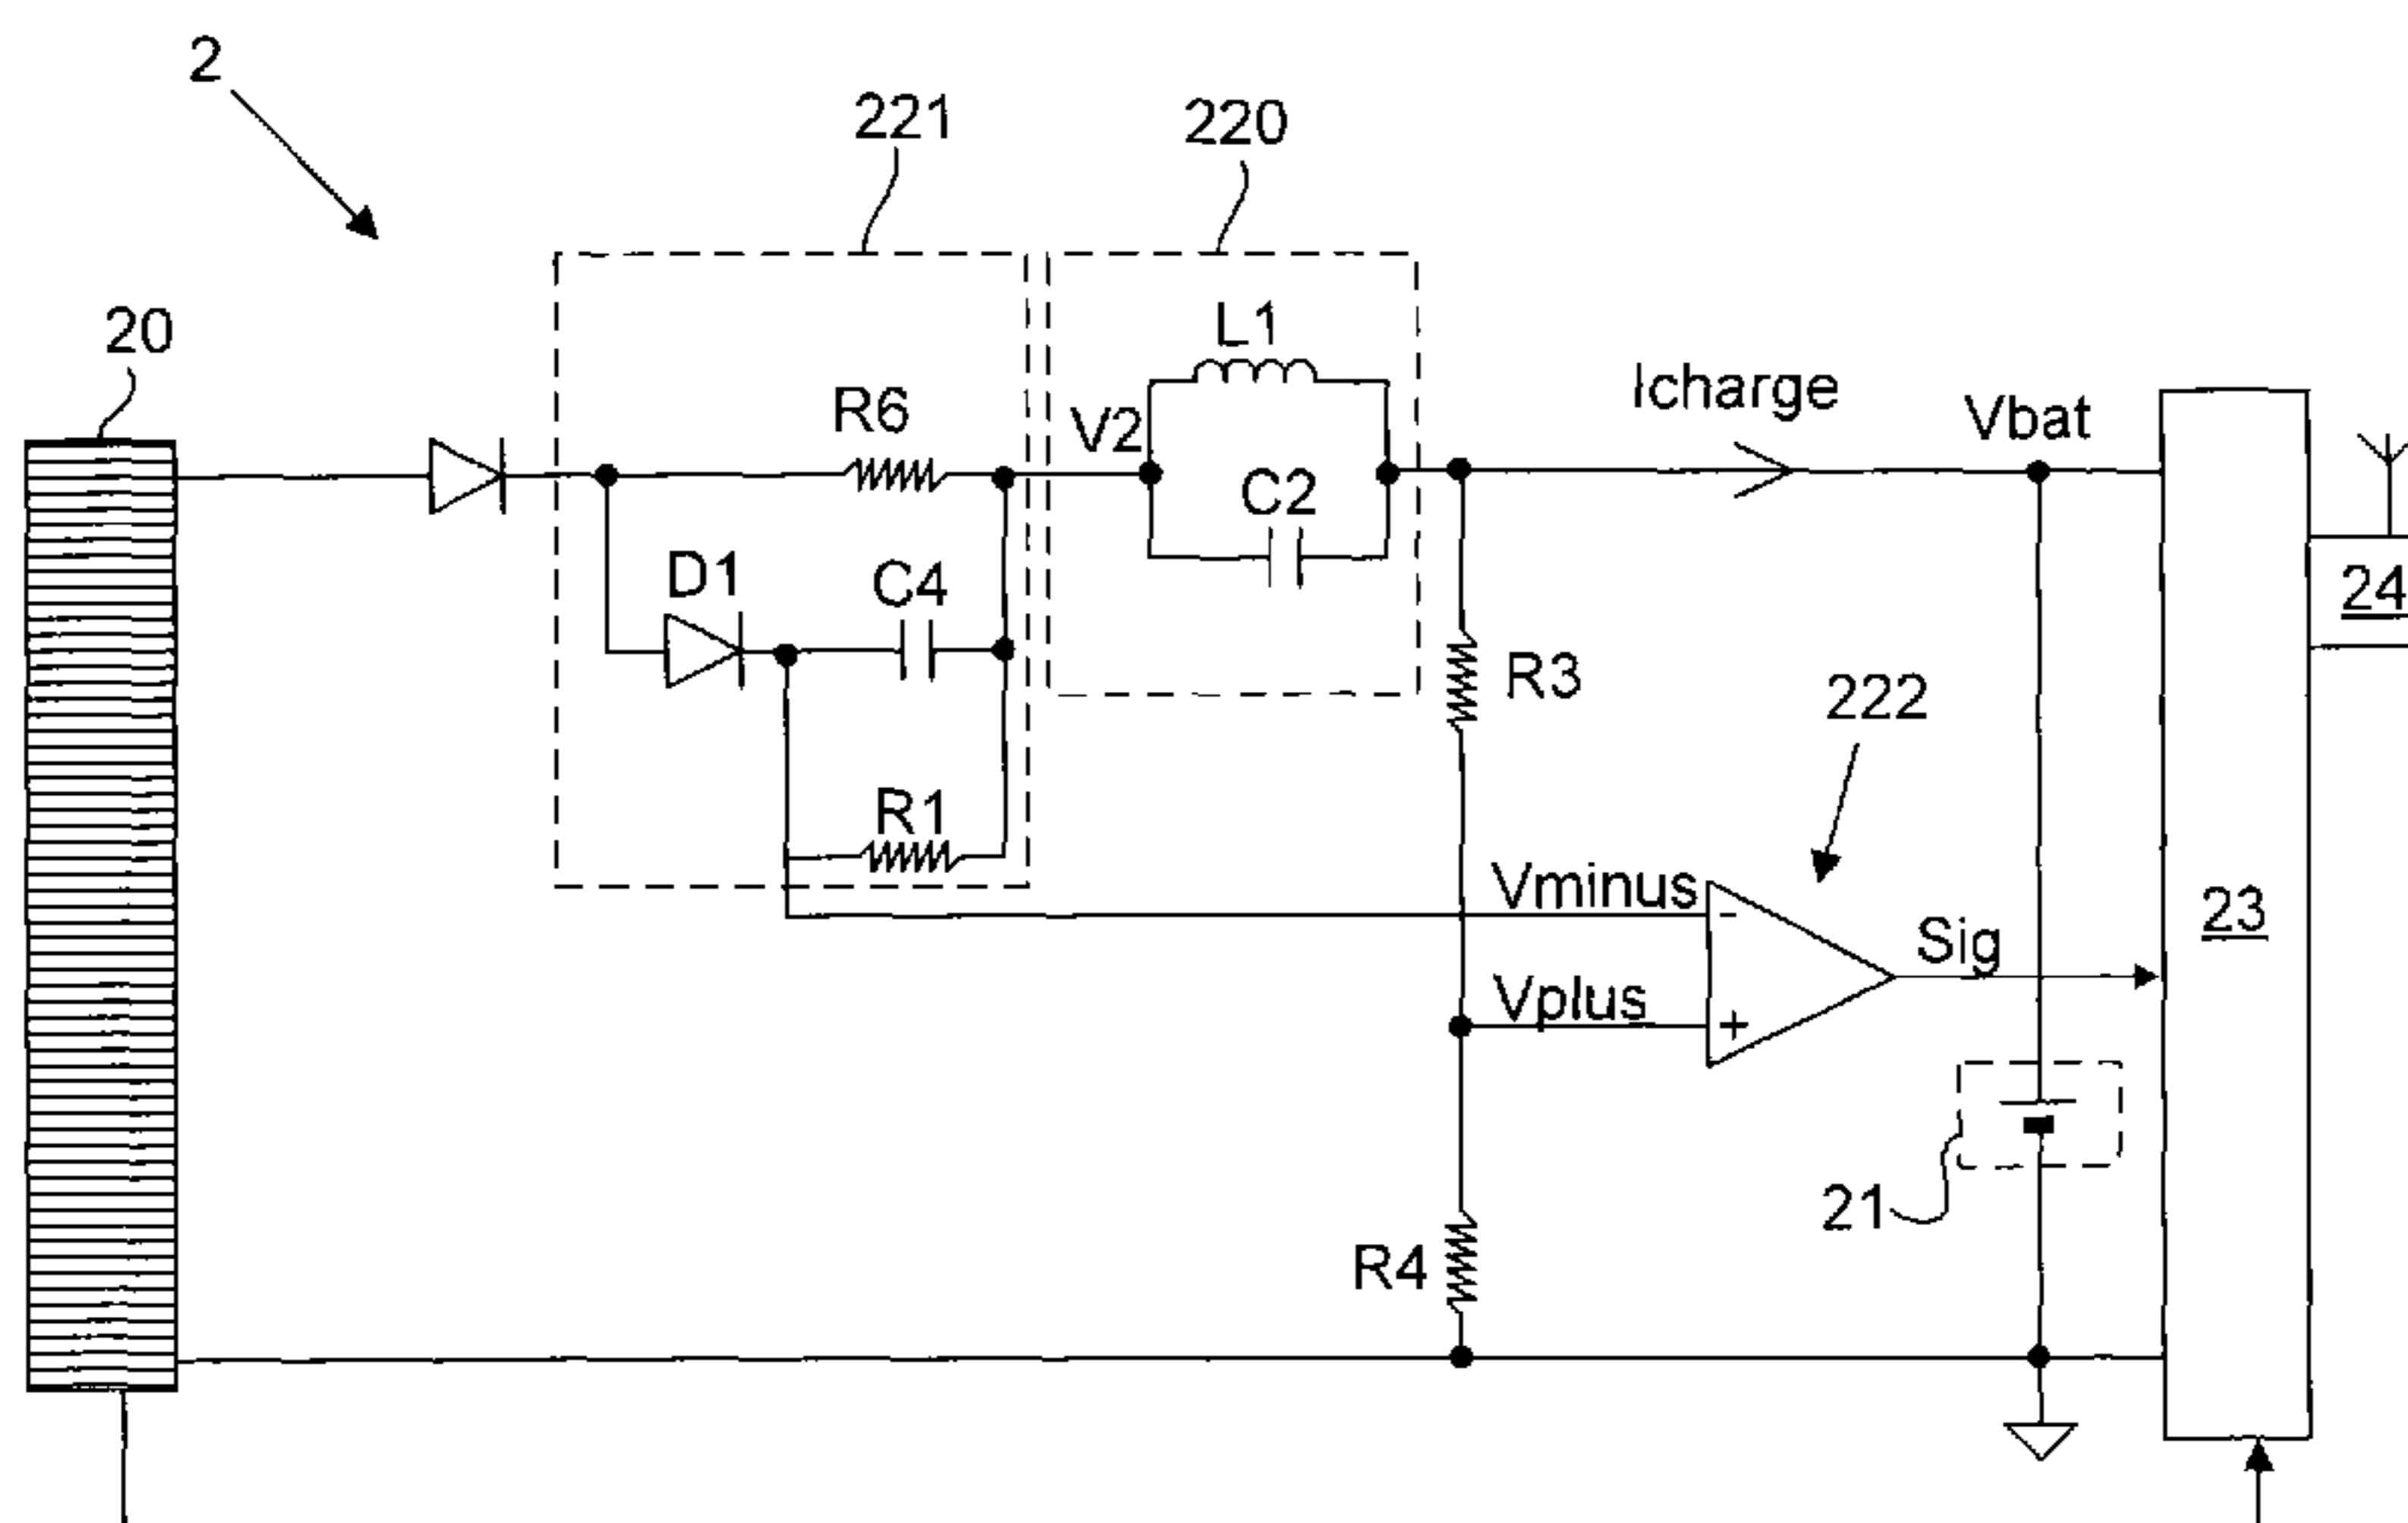 2
221
220
20
L1
R6
V2
Icharge
Vbat
C2
D1
C4
24
R3
222
R1
Vminus
-
23
Sig
Vplus
+
21
R4